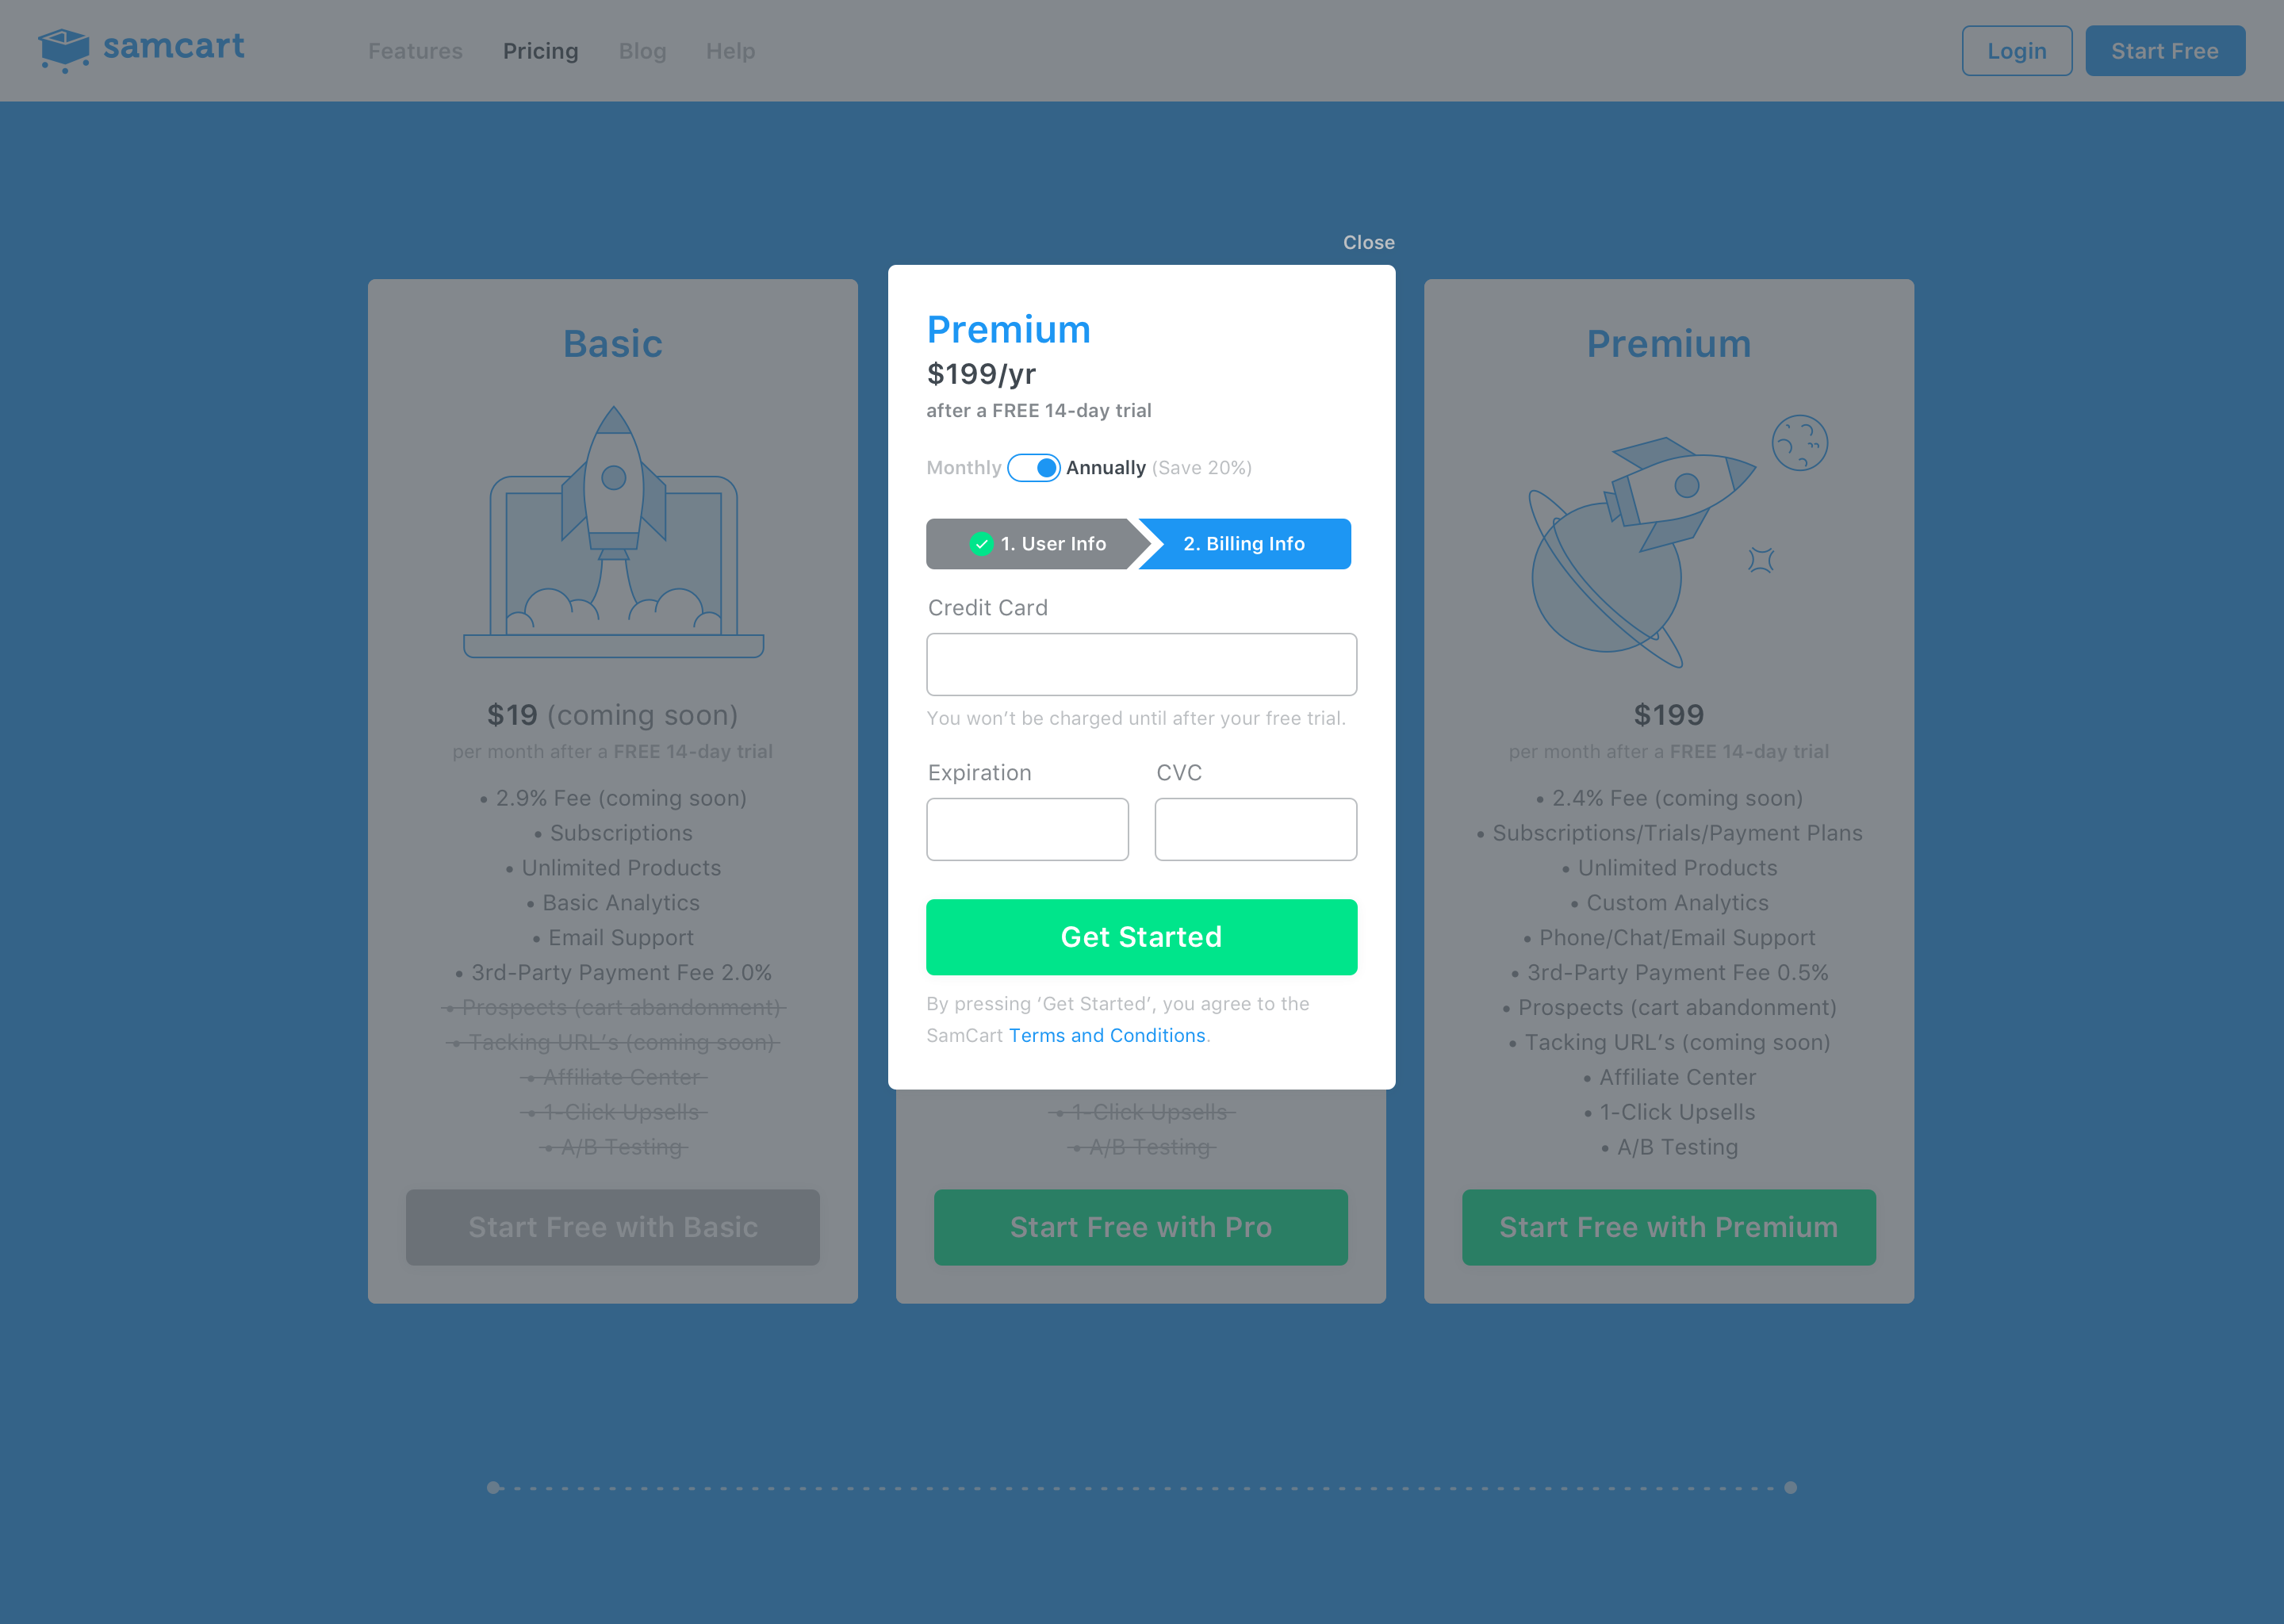 samcart
Features
Pricing
Blog
Help
Login
Start Free
Close
Basic
$19 (coming soon)
per month after a FREE 14-day trial
• 2.9% Fee (coming soon)
• Subscriptions
• Unlimited Products
• Basic Analytics
• Email Support
• 3rd-Party Payment Fee 2.0%
• Prospects (cart abandonment)
• Tacking URL’s (coming soon)
• Affiliate Center
• 1-Click Upsells
• A/B Testing
Start Free with Basic
Premium
$199/yr
after a FREE 14-day trial
Monthly Annually (Save 20%)
1. User Info
2. Billing Info
Credit Card
You won’t be charged until after your free trial.
Expiration
CVC
Get Started
By pressing ‘Get Started’, you agree to the
SamCart Terms and Conditions.
• 1-Click Upsells
• A/B Testing
Start Free with Pro
Premium
$199
per month after a FREE 14-day trial
• 2.4% Fee (coming soon)
• Subscriptions/Trials/Payment Plans
• Unlimited Products
• Custom Analytics
• Phone/Chat/Email Support
• 3rd-Party Payment Fee 0.5%
• Prospects (cart abandonment)
• Tacking URL’s (coming soon)
• Affiliate Center
• 1-Click Upsells
• A/B Testing
Start Free with Premium